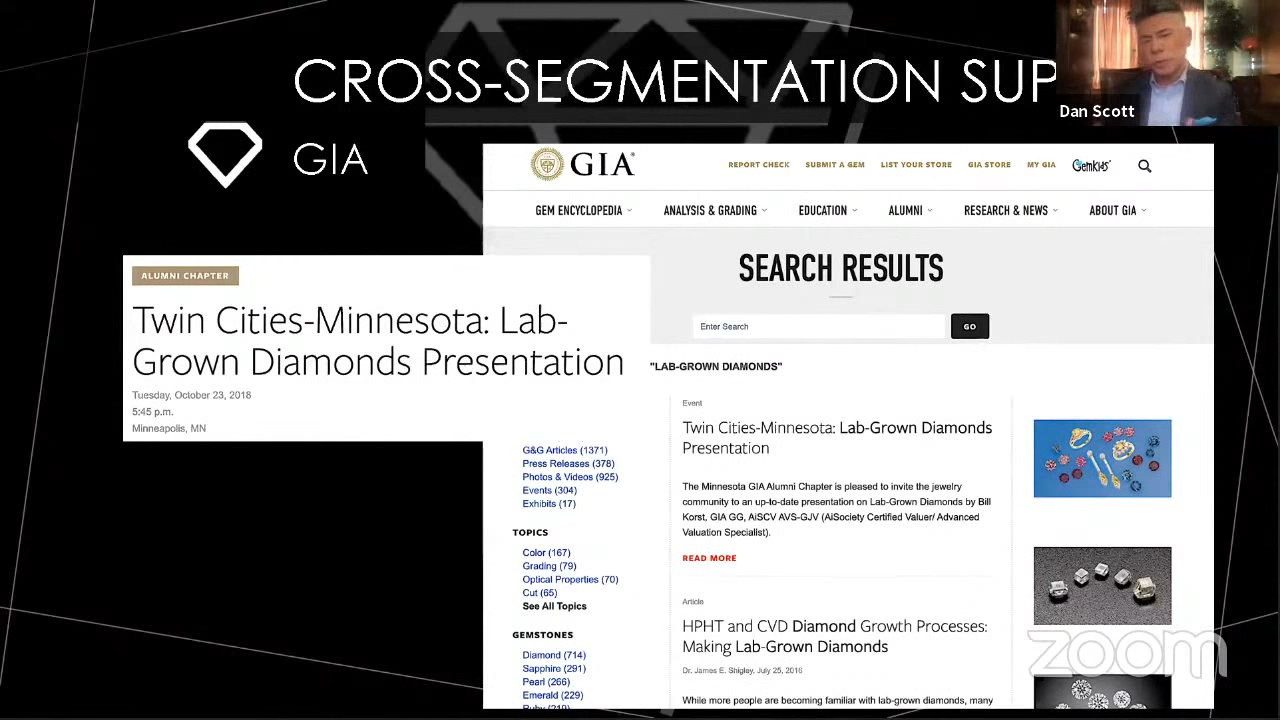 CROSS-SEGMENTATION SUP
Dan Scott
GIA
GIA
REPORT CHECK SUBMIT A GEM LIST YOUR STORE GIA STORE MY GIA GemKids
GEM ENCYCLOPEDIA ANALYSIS & GRADING EDUCATION ALUMNI RESEARCH & NEWS ABOUT GIA
SEARCH RESULTS
Enter Search GO
ALUMNI CHAPTER
Twin Cities-Minnesota: Lab-
Grown Diamonds Presentation
Tuesday, October 23, 2018
5:45 p.m.
Minneapolis, MN
"LAB-GROWN DIAMONDS"
G&G Articles (1371)
Press Releases (378)
Photos & Videos (925)
Events (304)
Exhibits (17)
TOPICS
Color (167)
Grading (79)
Optical Properties (70)
Cut (65)
See All Topics
GEMSTONES
Diamond (714)
Sapphire (291)
Pearl (266)
Emerald (229)
Ruby (219)
Event
Twin Cities-Minnesota: Lab-Grown Diamonds
Presentation
The Minnesota GIA Alumni Chapter is pleased to invite the jewelry
community to an up-to-date presentation on Lab-Grown Diamonds by Bill
Korst, GIA GG, AiSCV AVS-GJV (AiSociety Certified Valuer/ Advanced
Valuation Specialist).
READ MORE
Article
HPHT and CVD Diamond Growth Processes:
Making Lab-Grown Diamonds
Dr. James E. Shigley, July 25, 2016
While more people are becoming familiar with lab-grown diamonds, many
zoom